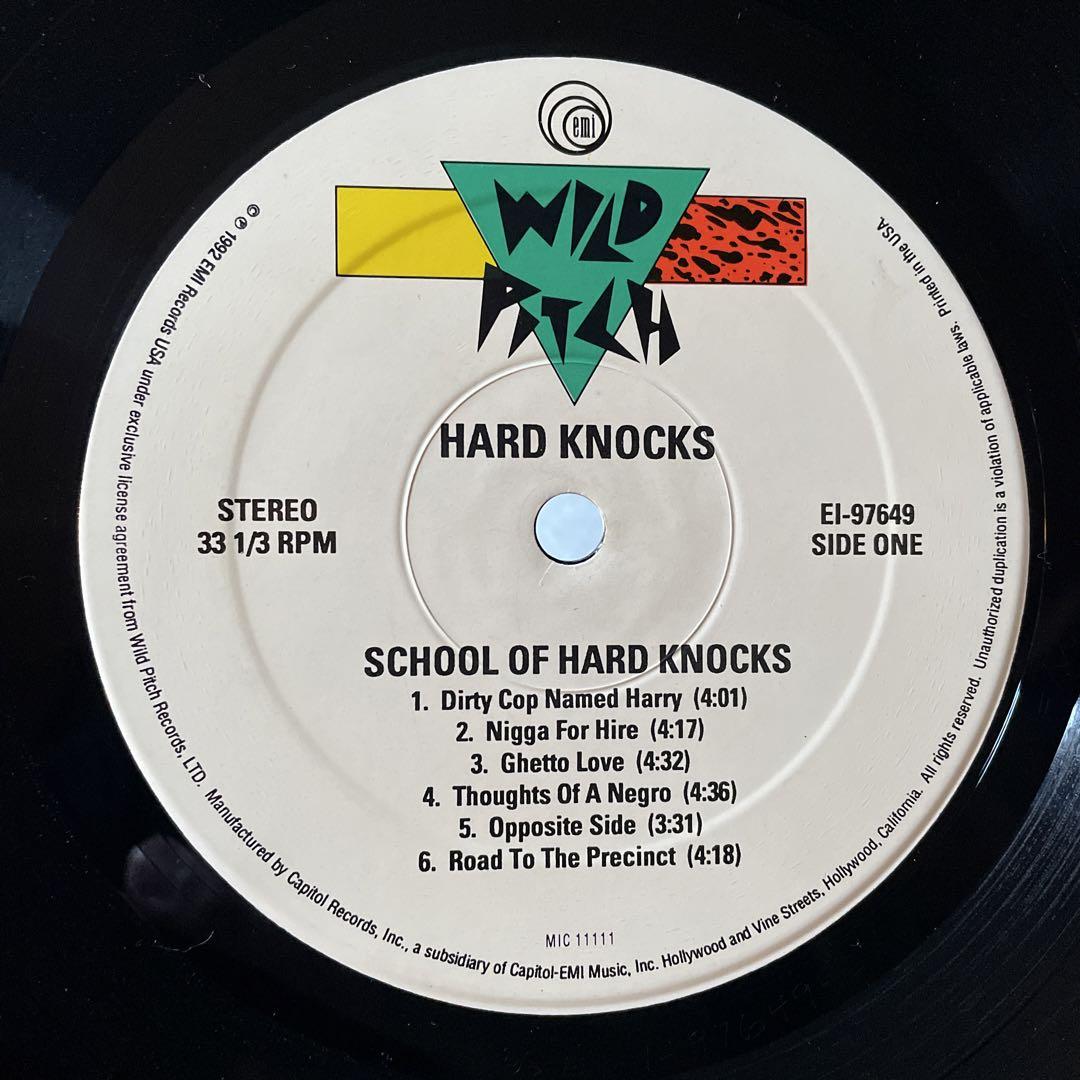 emi
WILD
PITCH
HARD KNOCKS
STEREO
33 1/3 RPM
EI-97649
SIDE ONE
SCHOOL OF HARD KNOCKS
1. Dirty Cop Named Harry (4:01)
2. Nigga For Hire (4:17)
3. Ghetto Love (4:32)
4. Thoughts Of A Negro (4:36)
5. Opposite Side (3:31)
6. Road To The Precinct (4:18)
MIC 11111
© ℗ 1992 EMI Records USA under exclusive license agreement from Wild Pitch Records, LTD. Manufactured by Capitol Records, Inc., a subsidiary of Capitol-EMI Music, Inc. Hollywood and Vine Streets, Hollywood, California. All rights reserved. Unauthorized duplication is a violation of applicable laws. Printed in the USA.